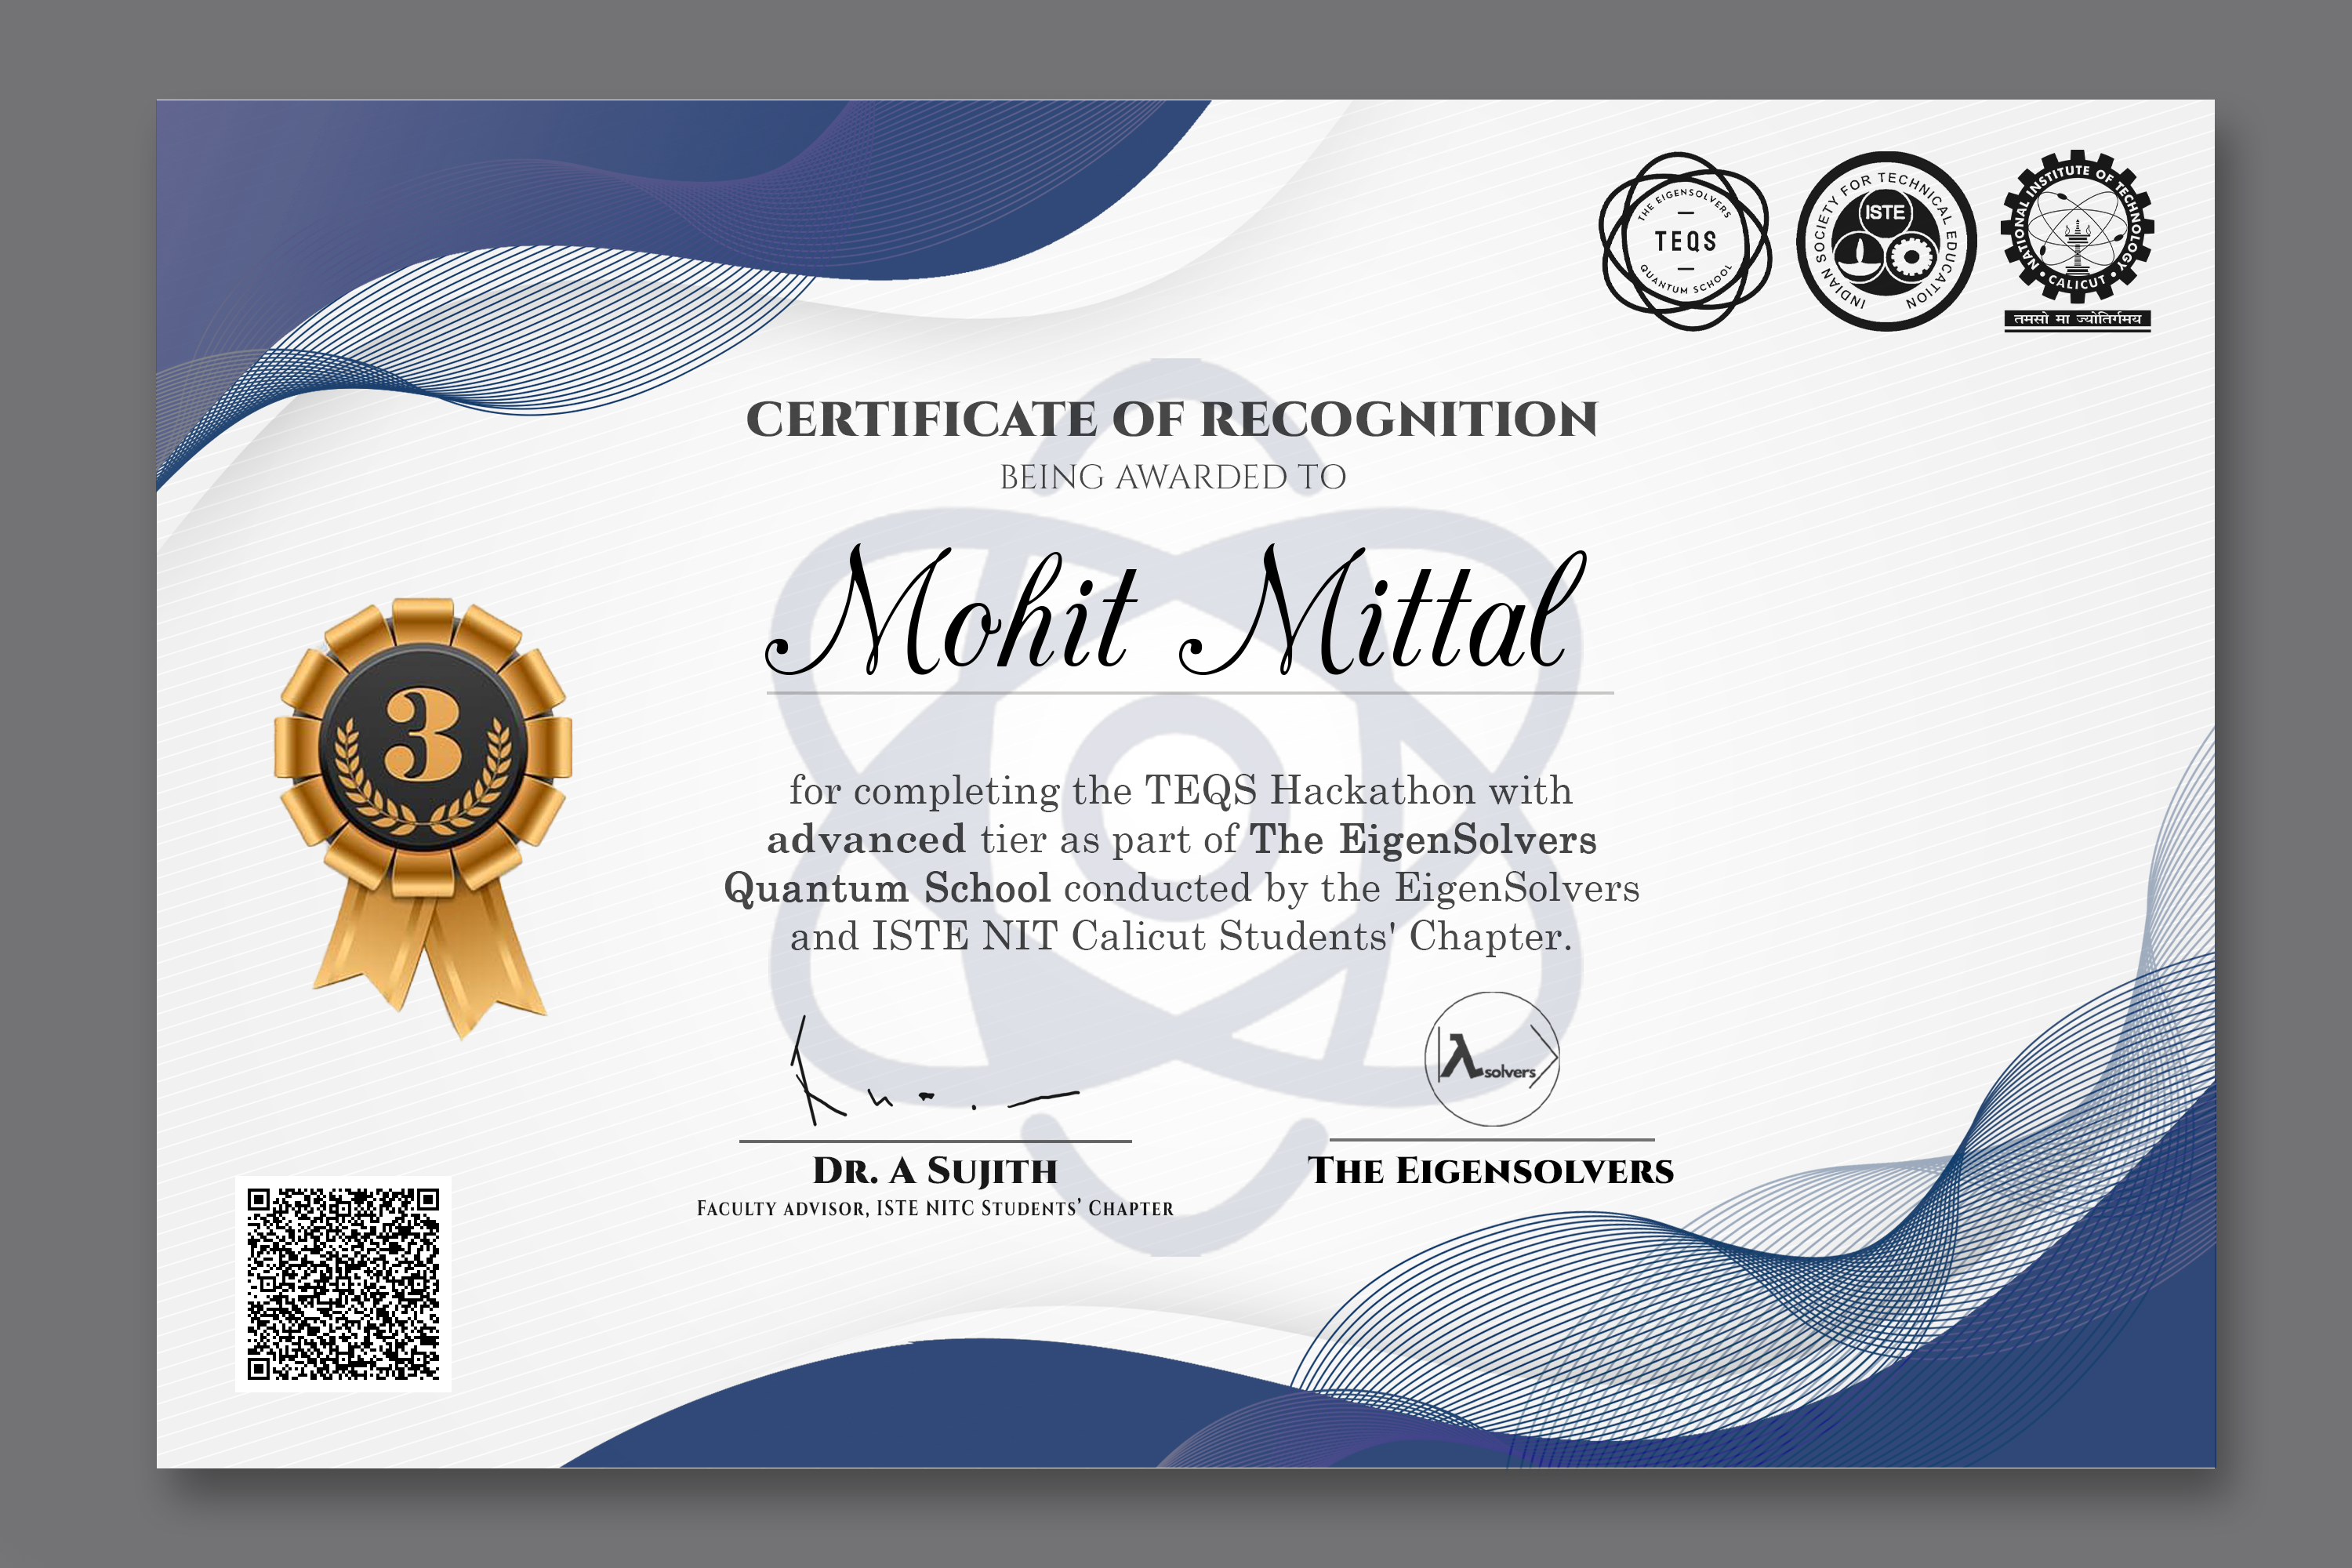 THE EIGENSOLVERS
TEQS
QUANTUM SCHOOL
INDIAN SOCIETY FOR TECHNICAL EDUCATION
ISTE
NATIONAL INSTITUTE OF TECHNOLOGY
• CALICUT •
तमसो मा ज्योतिर्गमय
CERTIFICATE OF RECOGNITION
BEING AWARDED TO
Mohit Mittal
3
for completing the TEQS Hackathon with
advanced tier as part of The EigenSolvers
Quantum School conducted by the EigenSolvers
and ISTE NIT Calicut Students' Chapter.
|λsolvers⟩
DR. A SUJITH
FACULTY ADVISOR, ISTE NITC STUDENTS' CHAPTER
THE EIGENSOLVERS